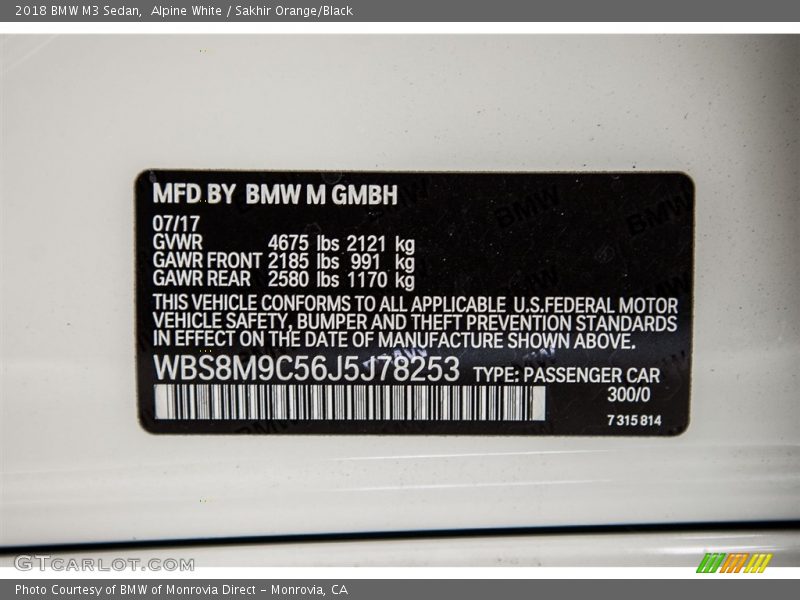 2018 BMW M3 Sedan,  Alpine White / Sakhir Orange/Black
MFD BY BMW M GMBH
07/17
GVWR 4675 lbs 2121 kg
GAWR FRONT 2185 lbs 991 kg
GAWR REAR 2580 lbs 1170 kg
THIS VEHICLE CONFORMS TO ALL APPLICABLE U.S.FEDERAL MOTOR
VEHICLE SAFETY, BUMPER AND THEFT PREVENTION STANDARDS
IN EFFECT ON THE DATE OF MANUFACTURE SHOWN ABOVE.
WBS8M9C56J5J78253 TYPE: PASSENGER CAR
300/0
7 315 814
GTCARLOT.COM
Photo Courtesy of BMW of Monrovia Direct – Monrovia, CA